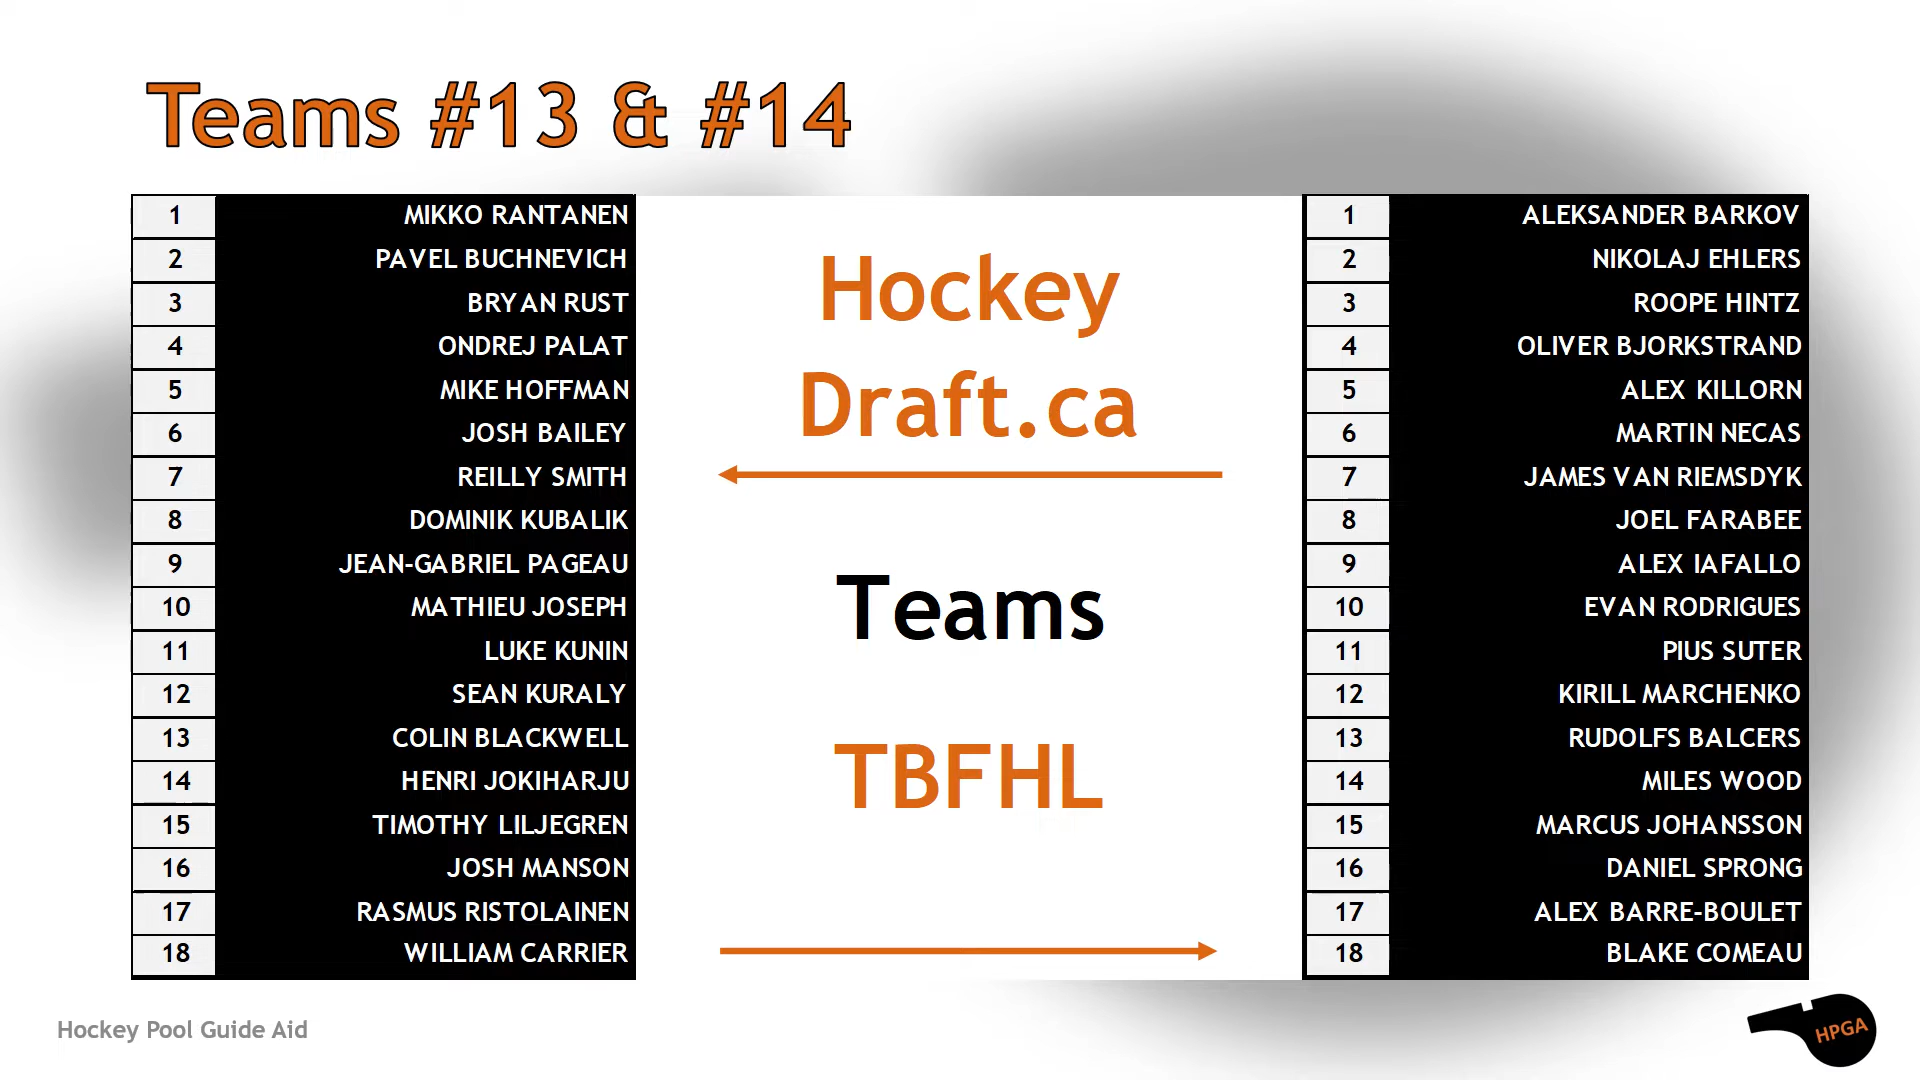 Teams #13 & #14
1 MIKKO RANTANEN
2 PAVEL BUCHNEVICH
3 BRYAN RUST
4 ONDREJ PALAT
5 MIKE HOFFMAN
6 JOSH BAILEY
7 REILLY SMITH
8 DOMINIK KUBALIK
9 JEAN-GABRIEL PAGEAU
10 MATHIEU JOSEPH
11 LUKE KUNIN
12 SEAN KURALY
13 COLIN BLACKWELL
14 HENRI JOKIHARJU
15 TIMOTHY LILJEGREN
16 JOSH MANSON
17 RASMUS RISTOLAINEN
18 WILLIAM CARRIER
Hockey
Draft.ca
Teams
TBFHL
1 ALEKSANDER BARKOV
2 NIKOLAJ EHLERS
3 ROOPE HINTZ
4 OLIVER BJORKSTRAND
5 ALEX KILLORN
6 MARTIN NECAS
7 JAMES VAN RIEMSDYK
8 JOEL FARABEE
9 ALEX IAFALLO
10 EVAN RODRIGUES
11 PIUS SUTER
12 KIRILL MARCHENKO
13 RUDOLFS BALCERS
14 MILES WOOD
15 MARCUS JOHANSSON
16 DANIEL SPRONG
17 ALEX BARRE-BOULET
18 BLAKE COMEAU
Hockey Pool Guide Aid
HPGA